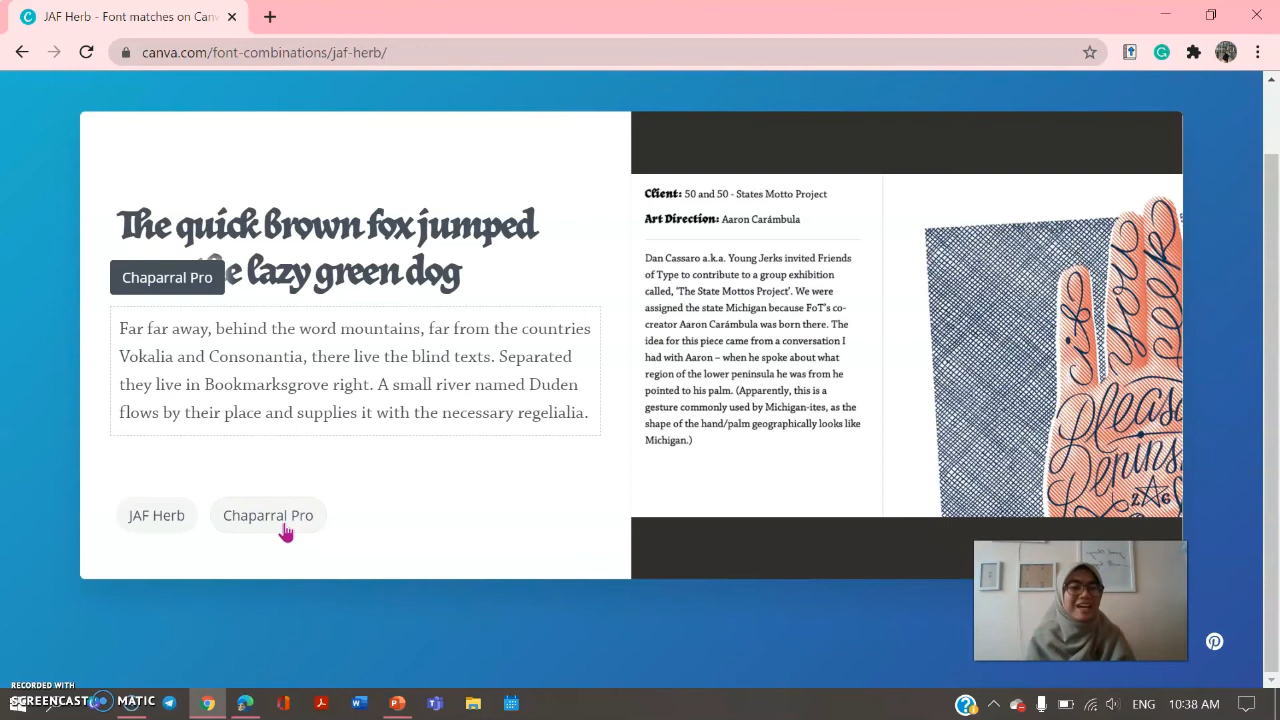 JAF Herb - Font matches on Canv
canva.com/font-combinations/jaf-herb/
The quick brown fox jumped
the lazy green dog
Chaparral Pro
Far far away, behind the word mountains, far from the countries
Vokalia and Consonantia, there live the blind texts. Separated
they live in Bookmarksgrove right. A small river named Duden
flows by their place and supplies it with the necessary regelialia.
JAF Herb
Chaparral Pro
Client: 50 and 50 - States Motto Project
Art Direction: Aaron Carámbula
Dan Cassaro a.k.a. Young Jerks invited Friends
of Type to contribute to a group exhibition
called, 'The State Mottos Project'. We were
assigned the state Michigan because FoT's co-
creator Aaron Carámbula was born there. The
idea for this piece came from a conversation I
had with Aaron – when he spoke about what
region of the lower peninsula he was from he
pointed to his palm. (Apparently, this is a
gesture commonly used by Michigan-ites, as the
shape of the hand/palm geographically looks like
Michigan.)
you
seek
Pleas
Penins
26
RECORDED WITH
SCREENCAST MATIC
ENG
10:38 AM